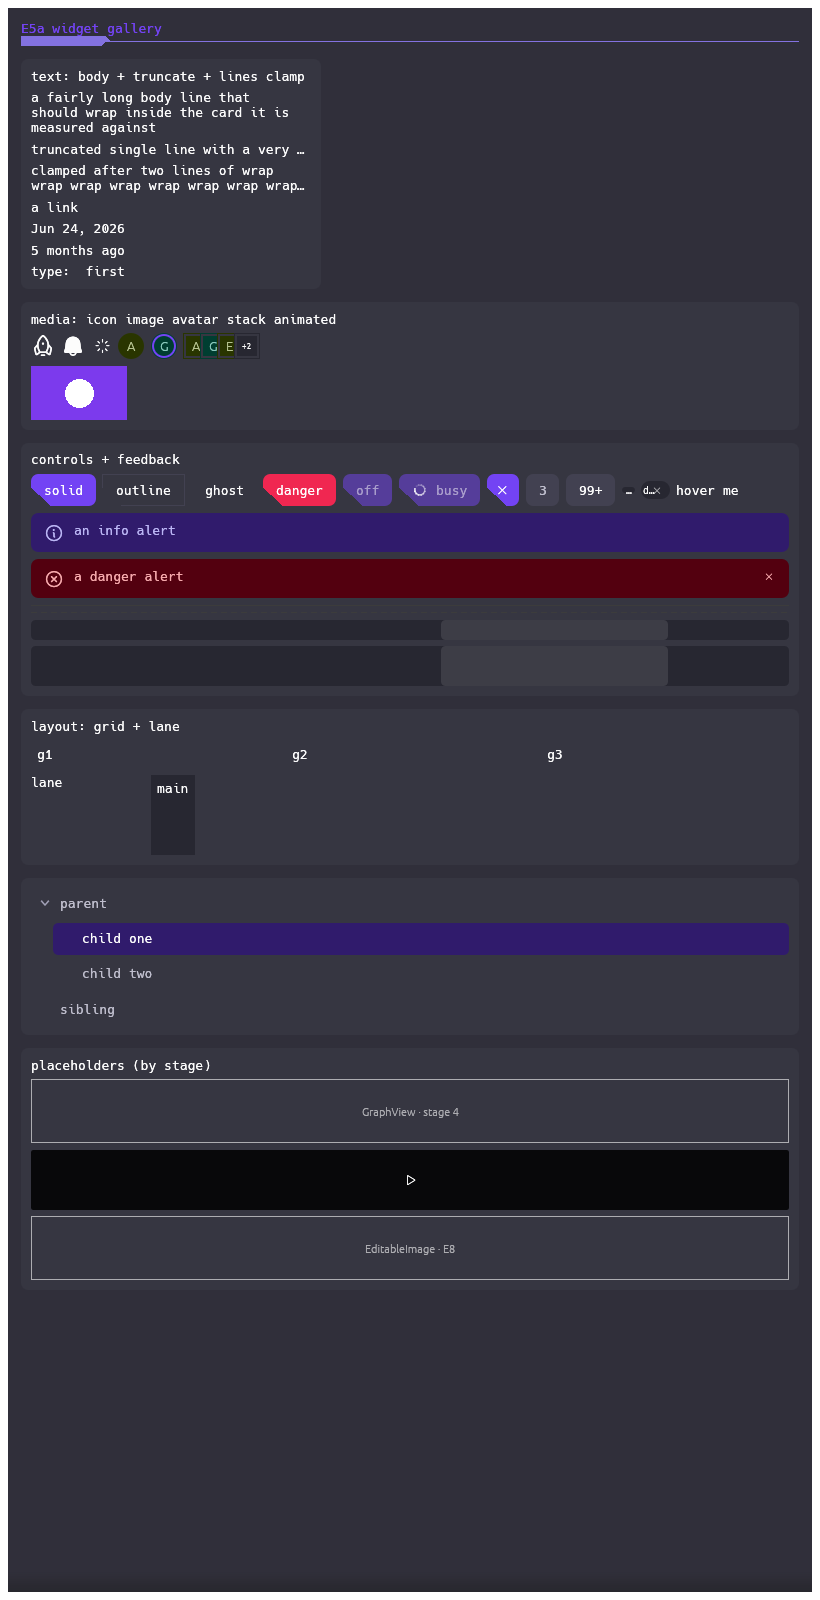 E5a widget gallery
text: body + truncate + lines clamp
a fairly long body line that
should wrap inside the card it is
measured against
truncated single line with a very …
clamped after two lines of wrap
wrap wrap wrap wrap wrap wrap wrap…
a link
Jun 24, 2026
5 months ago
type:  first
media: icon image avatar stack animated
A G A G E +2
controls + feedback
solid outline ghost danger off busy 3 99+ … d… hover me
an info alert
a danger alert
layout: grid + lane
g1 g2 g3
lane main
parent
child one
child two
sibling
placeholders (by stage)
GraphView · stage 4
EditableImage · E8